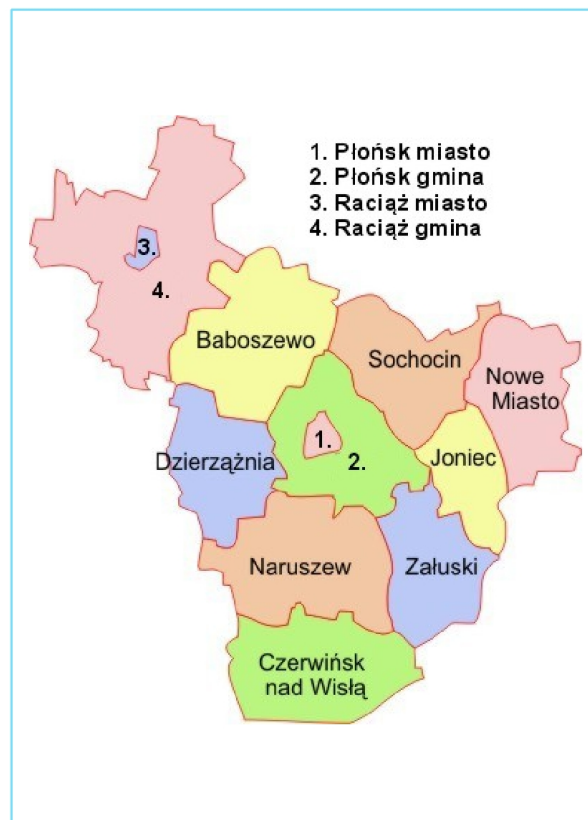 1. Płońsk miasto
2. Płońsk gmina
3. Raciąż miasto
4. Raciąż gmina
3.
4.
Baboszewo
Sochocin
Nowe
Miasto
1.
2.
Dzierzążnia
Joniec
Naruszew
Załuski
Czerwińsk
nad Wisłą